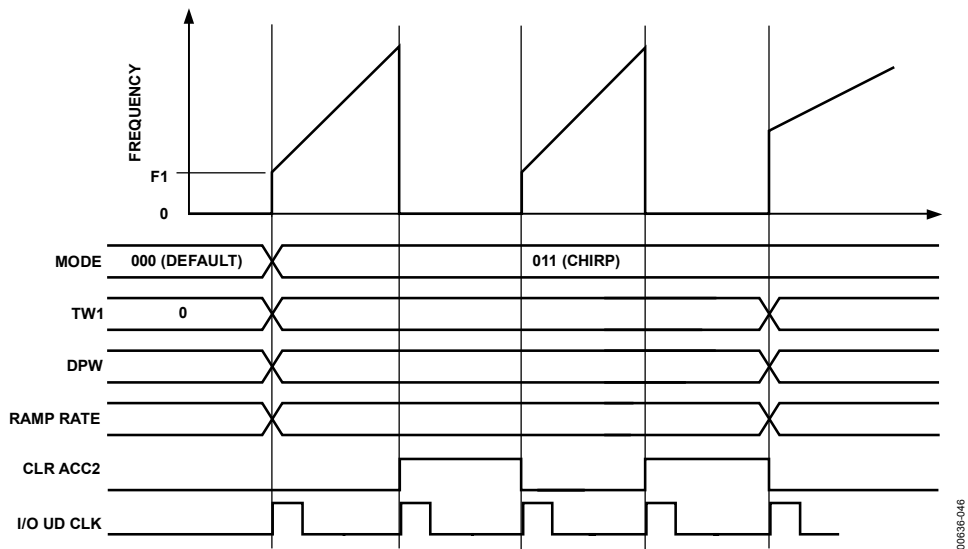 FREQUENCY
F1
0
MODE 000 (DEFAULT) 011 (CHIRP)
TW1 0
DPW
RAMP RATE
CLR ACC2
I/O UD CLK
00636-046